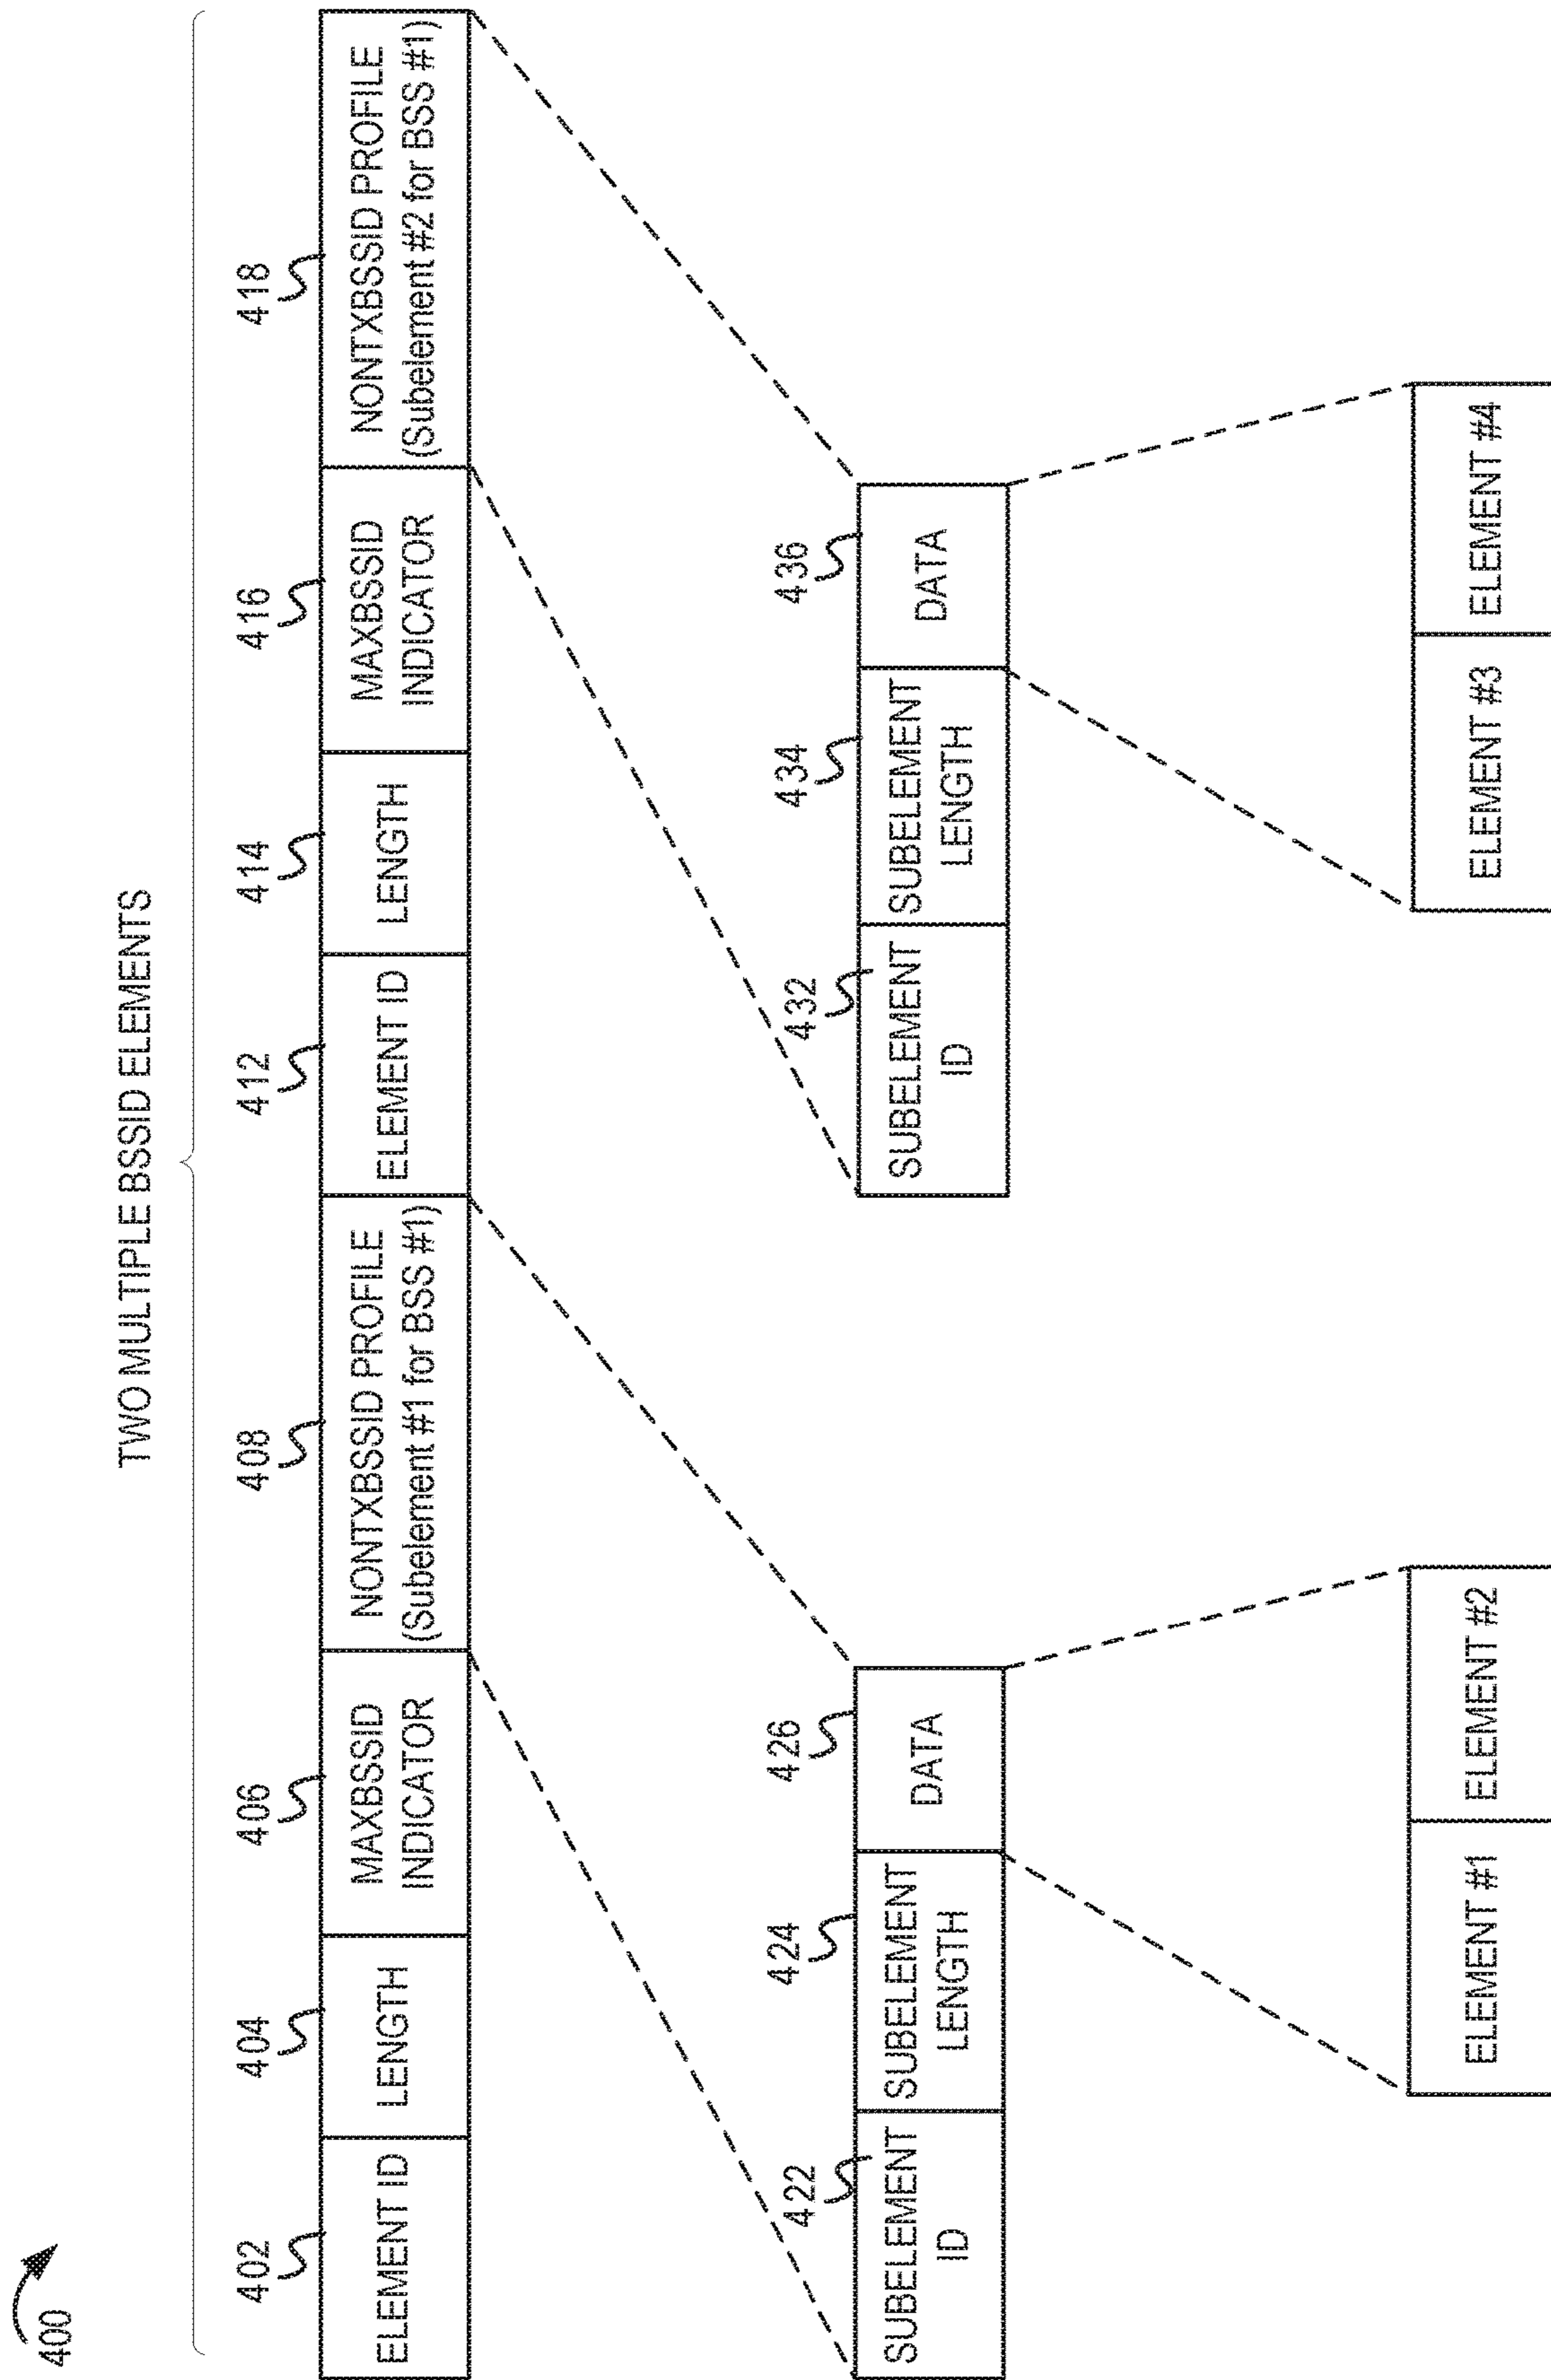 400
TWO MULTIPLE BSSID ELEMENTS
402
404
406
408
412
414
416
418
ELEMENT ID
LENGTH
MAXBSSID
INDICATOR
NONTXBSSID PROFILE
(Subelement #1 for BSS #1)
ELEMENT ID
LENGTH
MAXBSSID
INDICATOR
NONTXBSSID PROFILE
(Subelement #2 for BSS #1)
422
424
426
SUBELEMENT
ID
SUBELEMENT
LENGTH
DATA
432
434
436
SUBELEMENT
ID
SUBELEMENT
LENGTH
DATA
ELEMENT #1
ELEMENT #2
ELEMENT #3
ELEMENT #4